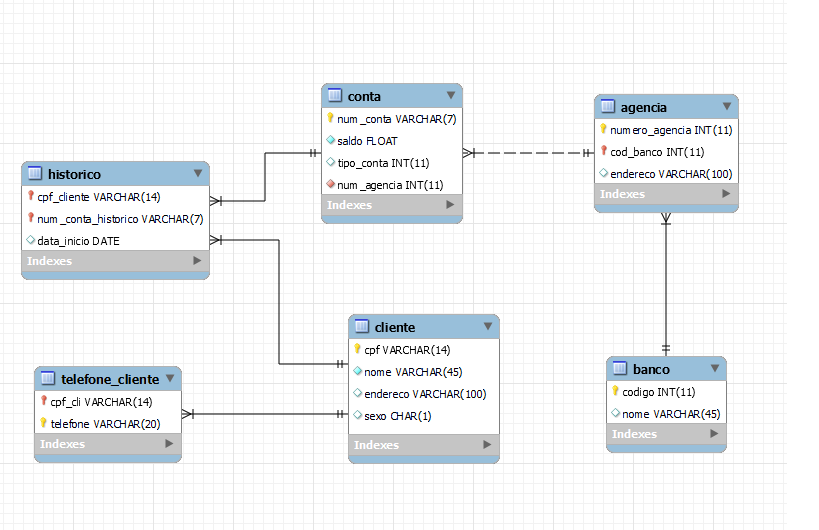 conta
num_conta VARCHAR(7)
saldo FLOAT
tipo_conta INT(11)
num_agencia INT(11)
Indexes
agencia
numero_agencia INT(11)
cod_banco INT(11)
endereco VARCHAR(100)
Indexes
historico
cpf_cliente VARCHAR(14)
num_conta_historico VARCHAR(7)
data_inicio DATE
Indexes
cliente
cpf VARCHAR(14)
nome VARCHAR(45)
endereco VARCHAR(100)
sexo CHAR(1)
Indexes
telefone_cliente
cpf_cli VARCHAR(14)
telefone VARCHAR(20)
Indexes
banco
codigo INT(11)
nome VARCHAR(45)
Indexes